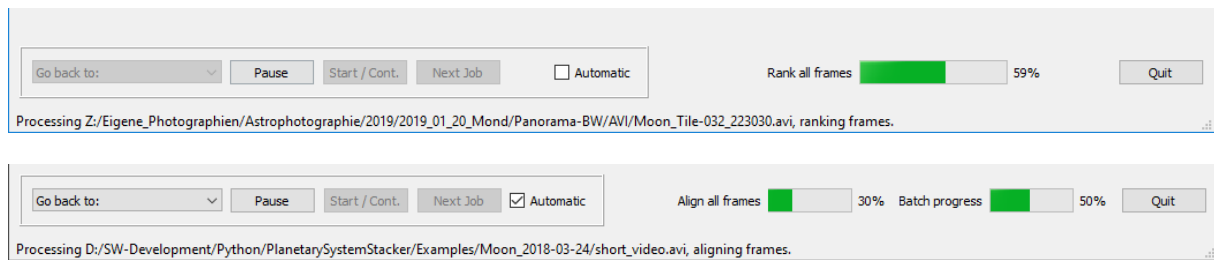 Go back to: Pause Start / Cont. Next Job Automatic Rank all frames 59% Quit
Processing Z:/Eigene_Photographien/Astrophotographie/2019/2019_01_20_Mond/Panorama-BW/AVI/Moon_Tile-032_223030.avi, ranking frames.
Go back to: Pause Start / Cont. Next Job Automatic Align all frames 30% Batch progress 50% Quit
Processing D:/SW-Development/Python/PlanetarySystemStacker/Examples/Moon_2018-03-24/short_video.avi, aligning frames.